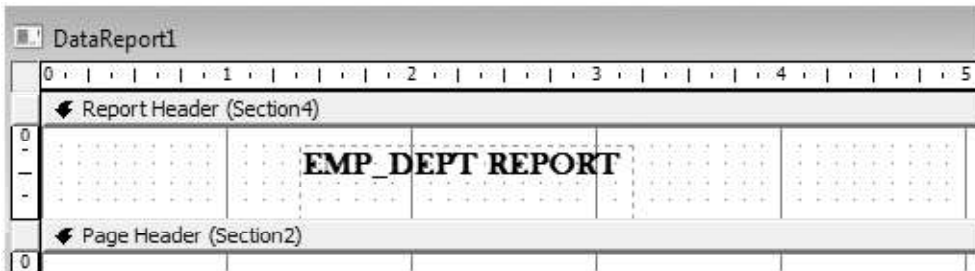 DataReport1
0 1 2 3 4 5
Report Header (Section4)
0
EMP_DEPT REPORT
Page Header (Section2)
0